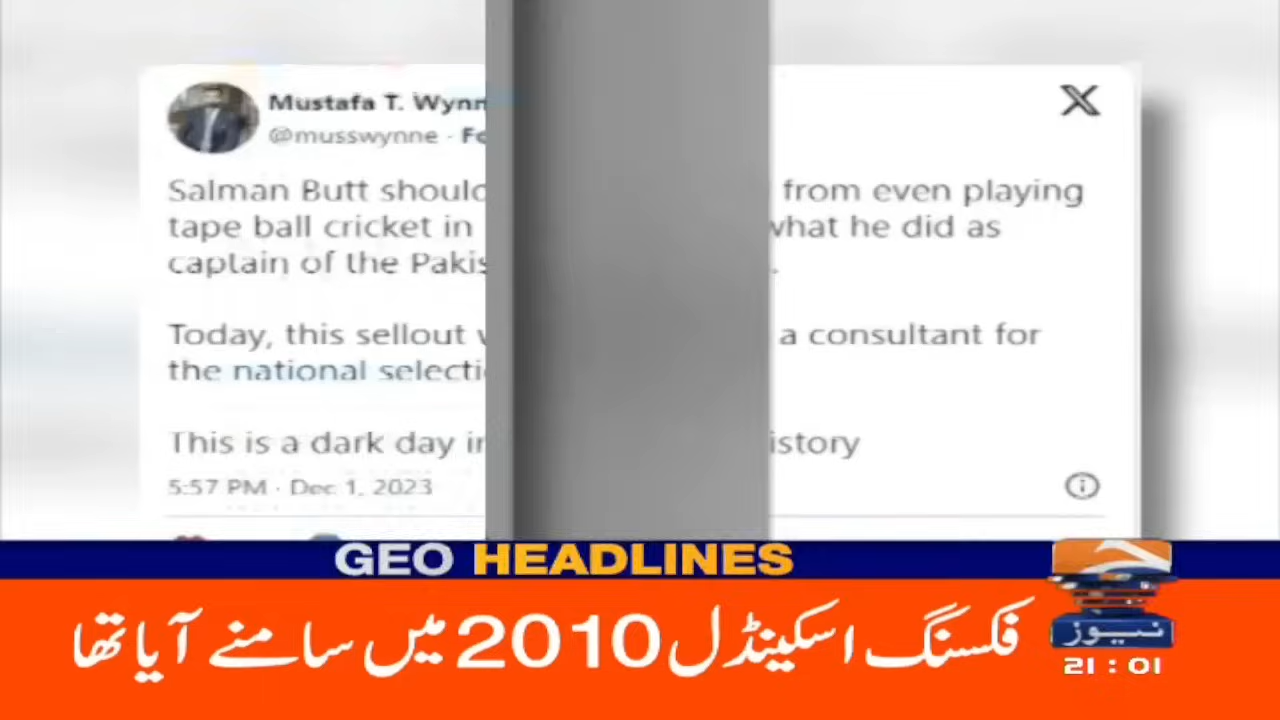 Mustafa T. Wynn
@musswynne · Fo
X
Salman Butt should from even playing
tape ball cricket in what he did as
captain of the Pakis .
Today, this sellout w a consultant for
the national selecti
This is a dark day in istory
5:57 PM · Dec 1, 2023
GEO HEADLINES
فکسنگ اسکینڈل 2010 میں سامنے آیا تھا
نیوز
21 : 01